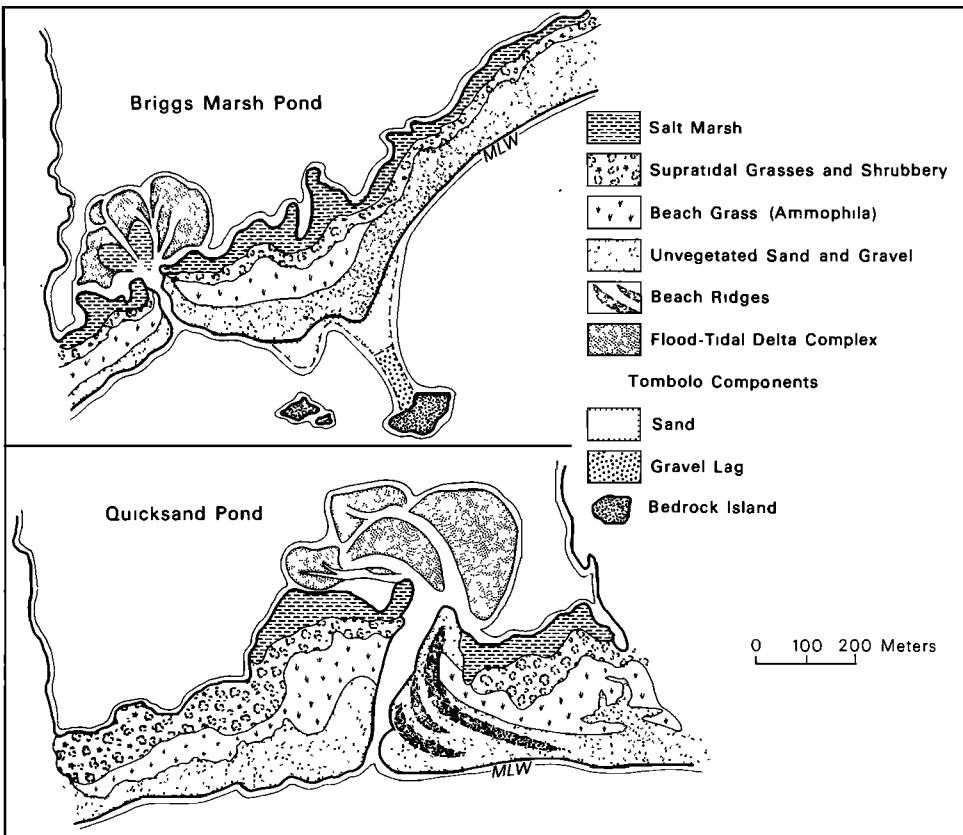 Briggs Marsh Pond
MLW
Salt Marsh
Supratidal Grasses and Shrubbery
Beach Grass (Ammophila)
Unvegetated Sand and Gravel
Beach Ridges
Flood-Tidal Delta Complex
Tombolo Components
Sand
Gravel Lag
Bedrock Island
Quicksand Pond
MLW
0 100 200 Meters